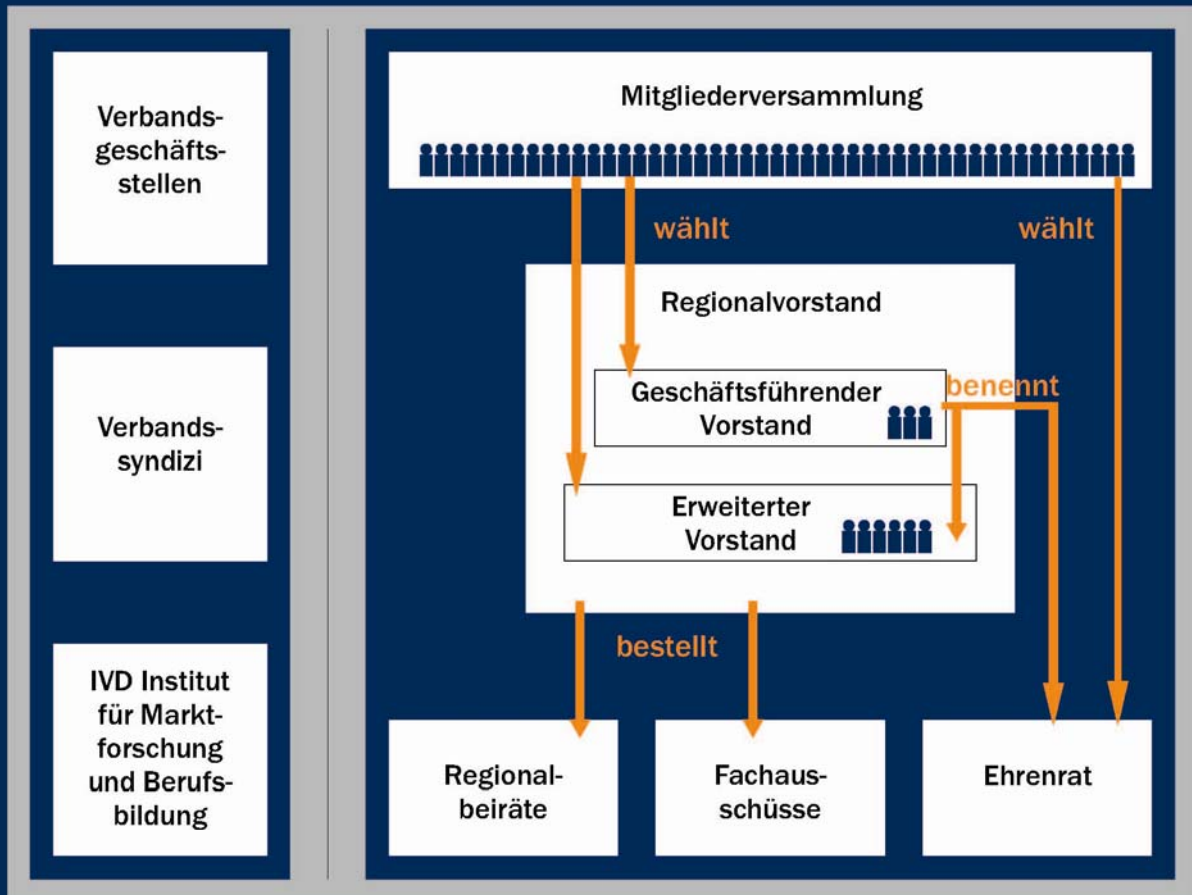 Verbands-
geschäfts-
stellen
Verbands-
syndizi
IVD Institut
für Markt-
forschung
und Berufs-
bildung
Mitgliederversammlung
wählt
wählt
Regionalvorstand
Geschäftsführender
Vorstand
benennt
Erweiterter
Vorstand
bestellt
Regional-
beiräte
Fachaus-
schüsse
Ehrenrat